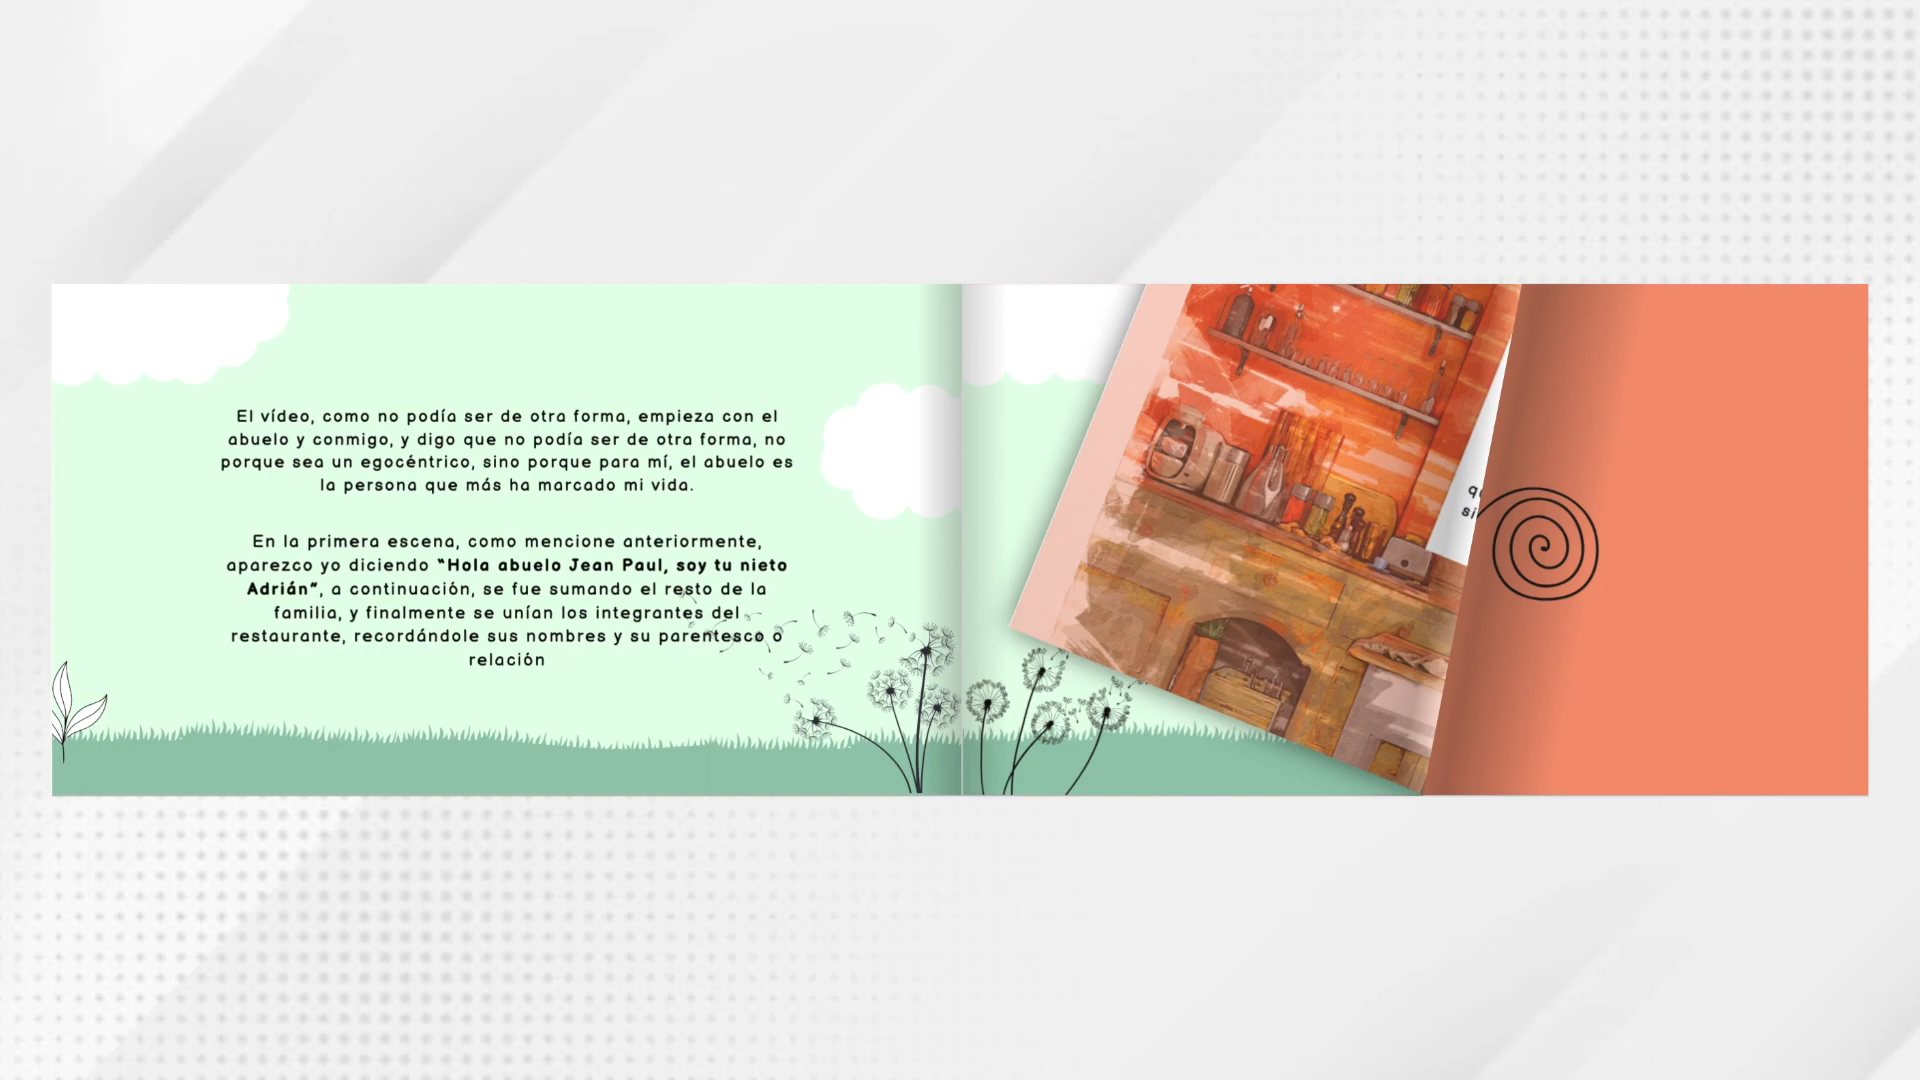 El vídeo, como no podía ser de otra forma, empieza con el
abuelo y conmigo, y digo que no podía ser de otra forma, no
porque sea un egocéntrico, sino porque para mí, el abuelo es
la persona que más ha marcado mi vida.
En la primera escena, como mencione anteriormente,
aparezco yo diciendo “Hola abuelo Jean Paul, soy tu nieto
Adrián”, a continuación, se fue sumando el resto de la
familia, y finalmente se unían los integrantes del
restaurante, recordándole sus nombres y su parentesco o
relación